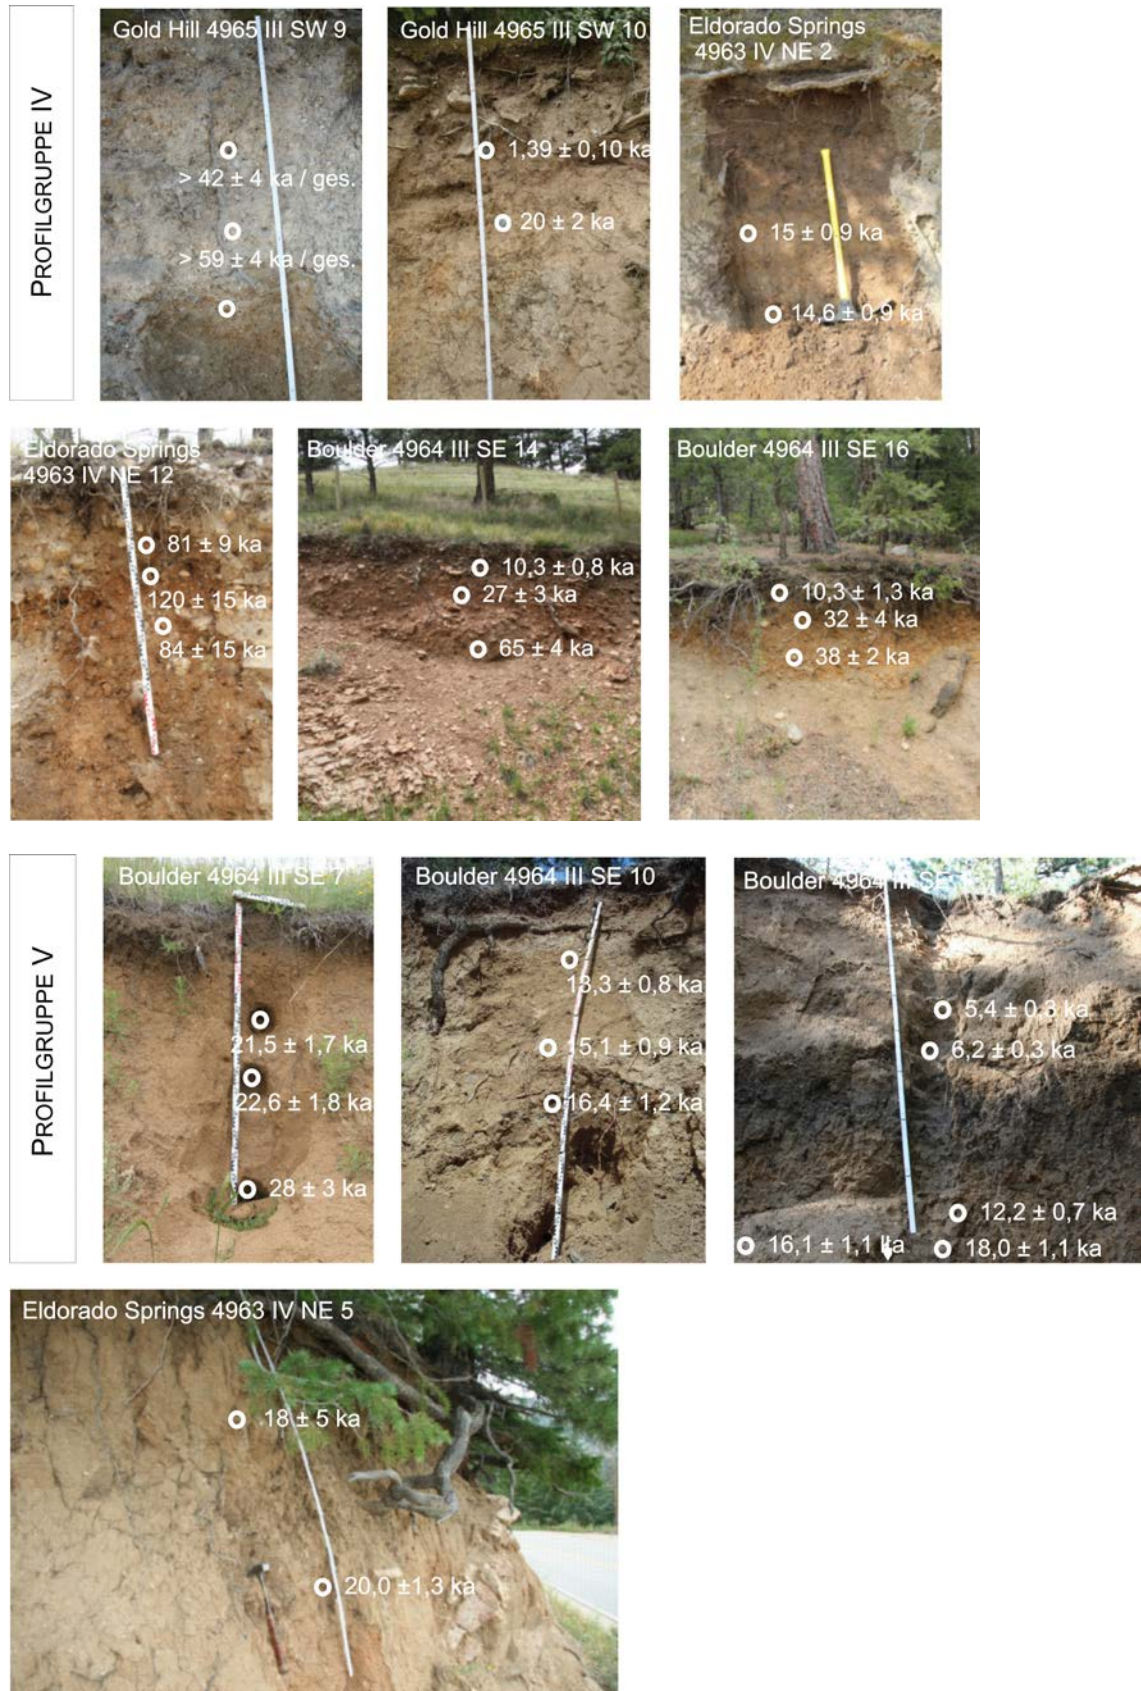 PROFILGRUPPE IV
Gold Hill 4965 III SW 9
> 42 ± 4 ka / ges.
> 59 ± 4 ka / ges.
Gold Hill 4965 III SW 10
1,39 ± 0,10 ka
20 ± 2 ka
Eldorado Springs
4963 IV NE 2
15 ± 0,9 ka
14,6 ± 0,9 ka
Eldorado Springs
4963 IV NE 12
81 ± 9 ka
120 ± 15 ka
84 ± 15 ka
Boulder 4964 III SE 14
10,3 ± 0,8 ka
27 ± 3 ka
65 ± 4 ka
Boulder 4964 III SE 16
10,3 ± 1,3 ka
32 ± 4 ka
38 ± 2 ka
PROFILGRUPPE V
Boulder 4964 III SE 7
21,5 ± 1,7 ka
22,6 ± 1,8 ka
28 ± 3 ka
Boulder 4964 III SE 10
13,3 ± 0,8 ka
15,1 ± 0,9 ka
16,4 ± 1,2 ka
Boulder 4964 III SE
5,4 ± 0,3 ka
6,2 ± 0,3 ka
12,2 ± 0,7 ka
16,1 ± 1,1 ka
18,0 ± 1,1 ka
Eldorado Springs 4963 IV NE 5
18 ± 5 ka
20,0 ±1,3 ka